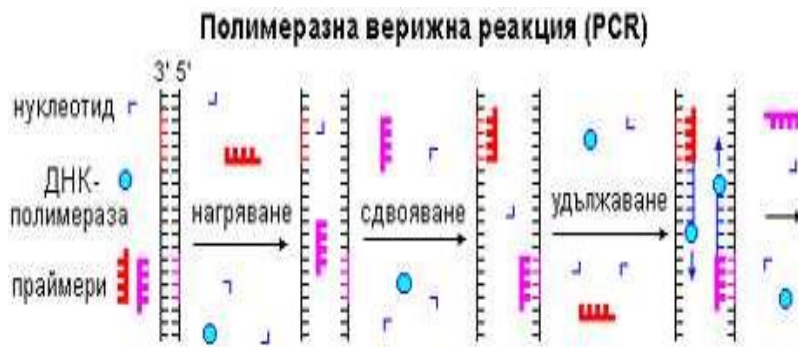 Полимеразна верижна реакция (PCR)
3' 5'
нуклеотид
ДНК-
полимераза
праймери
нагряване
сдвояване
удължаване